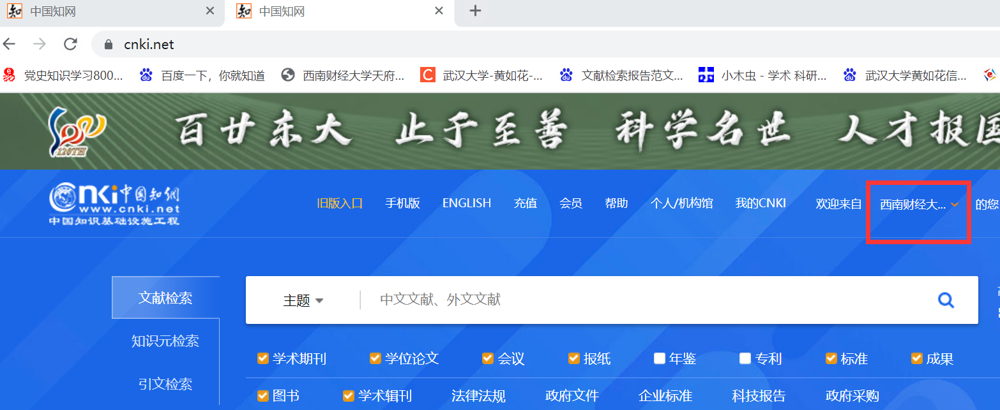 中国知网 中国知网
cnki.net
党史知识学习800... 百度一下，你就知道 西南财经大学天府... 武汉大学-黄如花-... 文献检索报告范文... 小木虫 - 学术 科研... 武汉大学黄如花信...
百廿东大 止于至善 科学名世 人才报国
120TH
cnki中国知网
www.cnki.net
中国知识基础设施工程
旧版入口 手机版 ENGLISH 充值 会员 帮助 个人/机构馆 我的CNKI 欢迎来自 西南财经大... 的您
文献检索 主题 中文文献、外文文献
知识元检索
引文检索
学术期刊 学位论文 会议 报纸 年鉴 专利 标准 成果
图书 学术辑刊 法律法规 政府文件 企业标准 科技报告 政府采购